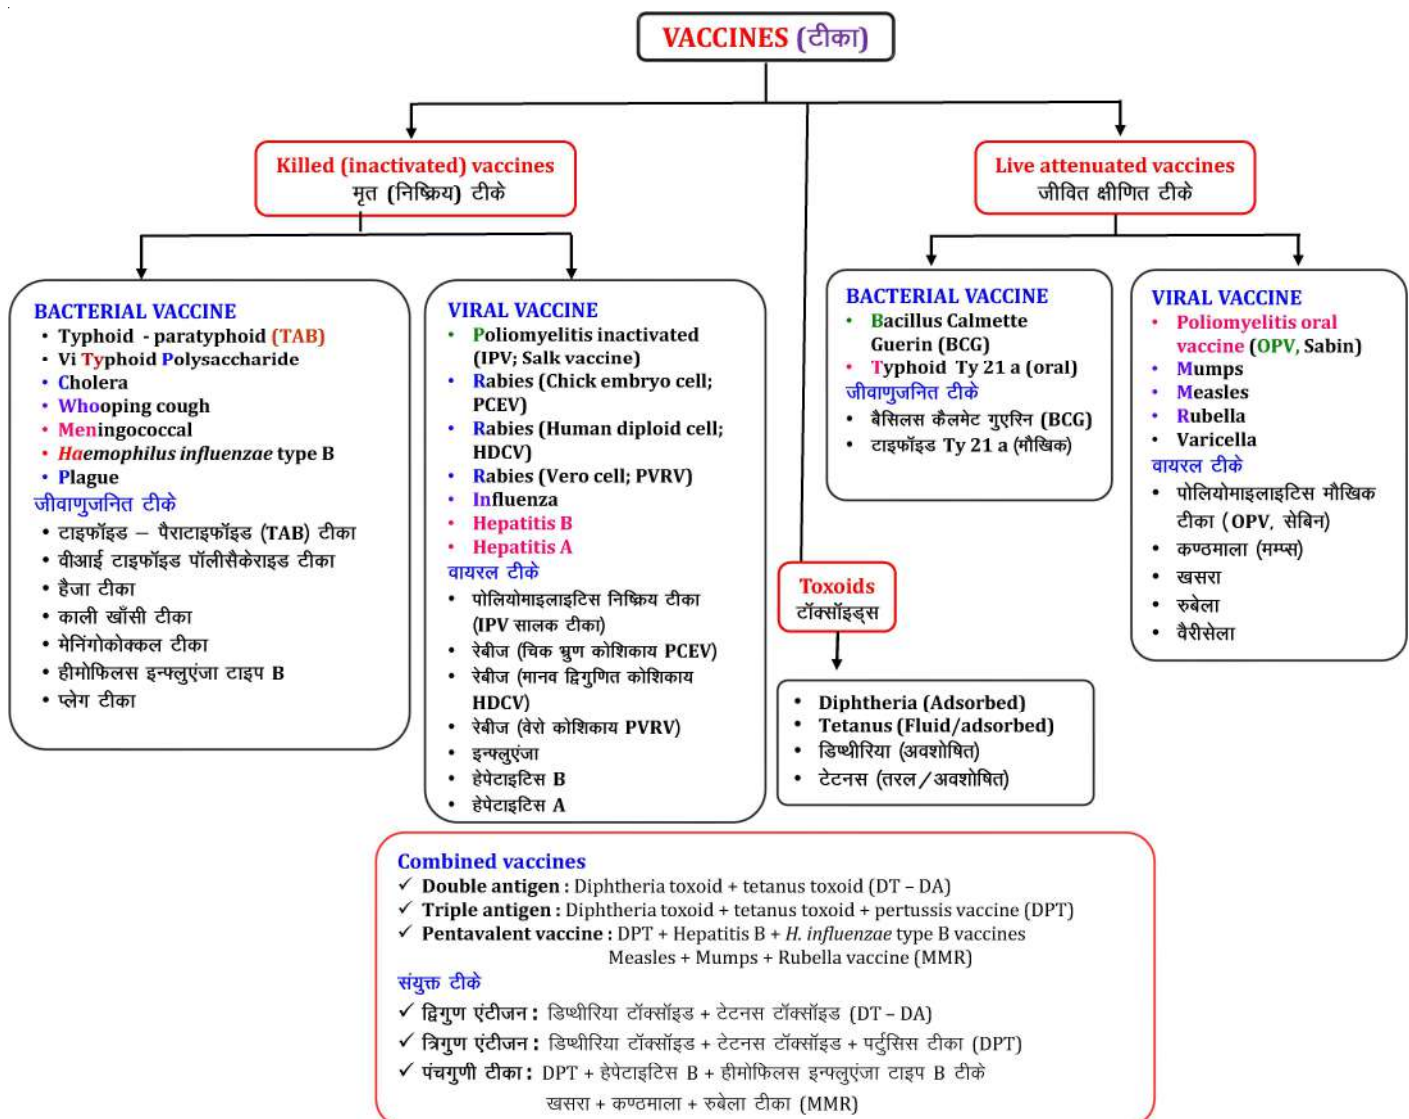 VACCINES (टीका)
Killed (inactivated) vaccines
मृत (निष्क्रिय) टीके
Live attenuated vaccines
जीवित क्षीणित टीके
BACTERIAL VACCINE
• Typhoid - paratyphoid (TAB)
• Vi Typhoid Polysaccharide
• Cholera
• Whooping cough
• Meningococcal
• Haemophilus influenzae type B
• Plague
जीवाणुजनित टीके
• टाइफॉइड – पैराटाइफॉइड (TAB) टीका
• वीआई टाइफॉइड पॉलीसैकेराइड टीका
• हैजा टीका
• काली खाँसी टीका
• मेनिंगोकोक्कल टीका
• हीमोफिलस इन्फ्लुएंजा टाइप B
• प्लेग टीका
VIRAL VACCINE
• Poliomyelitis inactivated
(IPV; Salk vaccine)
• Rabies (Chick embryo cell;
PCEV)
• Rabies (Human diploid cell;
HDCV)
• Rabies (Vero cell; PVRV)
• Influenza
• Hepatitis B
• Hepatitis A
वायरल टीके
• पोलियोमाइलाइटिस निष्क्रिय टीका
(IPV सालक टीका)
• रेबीज (चिक भ्रुण कोशिकाय PCEV)
• रेबीज (मानव द्विगुणित कोशिकाय
HDCV)
• रेबीज (वेरो कोशिकाय PVRV)
• इन्फ्लुएंजा
• हेपेटाइटिस B
• हेपेटाइटिस A
Toxoids
टॉक्सॉइड्स
• Diphtheria (Adsorbed)
• Tetanus (Fluid/adsorbed)
• डिप्थीरिया (अवशोषित)
• टेटनस (तरल/अवशोषित)
BACTERIAL VACCINE
• Bacillus Calmette
Guerin (BCG)
• Typhoid Ty 21 a (oral)
जीवाणुजनित टीके
• बैसिलस कैलमेट गुएरिन (BCG)
• टाइफॉइड Ty 21 a (मौखिक)
VIRAL VACCINE
• Poliomyelitis oral
vaccine (OPV, Sabin)
• Mumps
• Measles
• Rubella
• Varicella
वायरल टीके
• पोलियोमाइलाइटिस मौखिक
टीका (OPV, सेबिन)
• कण्ठमाला (मम्प्स)
• खसरा
• रुबेला
• वैरीसेला
Combined vaccines
✓ Double antigen : Diphtheria toxoid + tetanus toxoid (DT – DA)
✓ Triple antigen : Diphtheria toxoid + tetanus toxoid + pertussis vaccine (DPT)
✓ Pentavalent vaccine : DPT + Hepatitis B + H. influenzae type B vaccines
Measles + Mumps + Rubella vaccine (MMR)
संयुक्त टीके
✓ द्विगुण एंटीजन : डिप्थीरिया टॉक्सॉइड + टेटनस टॉक्सॉइड (DT – DA)
✓ त्रिगुण एंटीजन : डिप्थीरिया टॉक्सॉइड + टेटनस टॉक्सॉइड + पर्टुसिस टीका (DPT)
✓ पंचगुणी टीका : DPT + हेपेटाइटिस B + हीमोफिलस इन्फ्लुएंजा टाइप B टीके
खसरा + कण्ठमाला + रुबेला टीका (MMR)